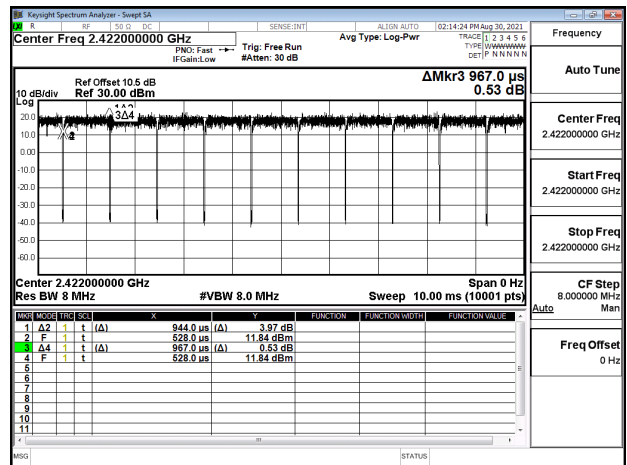 Keysight Spectrum Analyzer - Swept SA
LXI R RF 50 Ω DC SENSE:INT ALIGN AUTO 02:14:24 PM Aug 30, 2021
Center Freq 2.422000000 GHz
PNO: Fast
IFGain:Low
Trig: Free Run
#Atten: 30 dB
Avg Type: Log-Pwr
TRACE 1 2 3 4 5 6
TYPE WWWWWW
DET P N N N N N
Frequency
Auto Tune
Center Freq
2.422000000 GHz
Start Freq
2.422000000 GHz
Stop Freq
2.422000000 GHz
CF Step
8.000000 MHz
Auto Man
Freq Offset
0 Hz
Ref Offset 10.5 dB
10 dB/div Ref 30.00 dBm
Log
ΔMkr3 967.0 µs
0.53 dB
3Δ4
20.0
10.0
0.00
-10.0
-20.0
-30.0
-40.0
-50.0
-60.0
Center 2.422000000 GHz Span 0 Hz
Res BW 8 MHz #VBW 8.0 MHz Sweep 10.00 ms (10001 pts)
MKR MODE TRC SCL X Y FUNCTION FUNCTION WIDTH FUNCTION VALUE
1 Δ2 1 t (Δ) 944.0 µs (Δ) 3.97 dB
2 F 1 t 528.0 µs 11.84 dBm
3 Δ4 1 t (Δ) 967.0 µs (Δ) 0.53 dB
4 F 1 t 528.0 µs 11.84 dBm
5
6
7
8
9
10
11
MSG STATUS